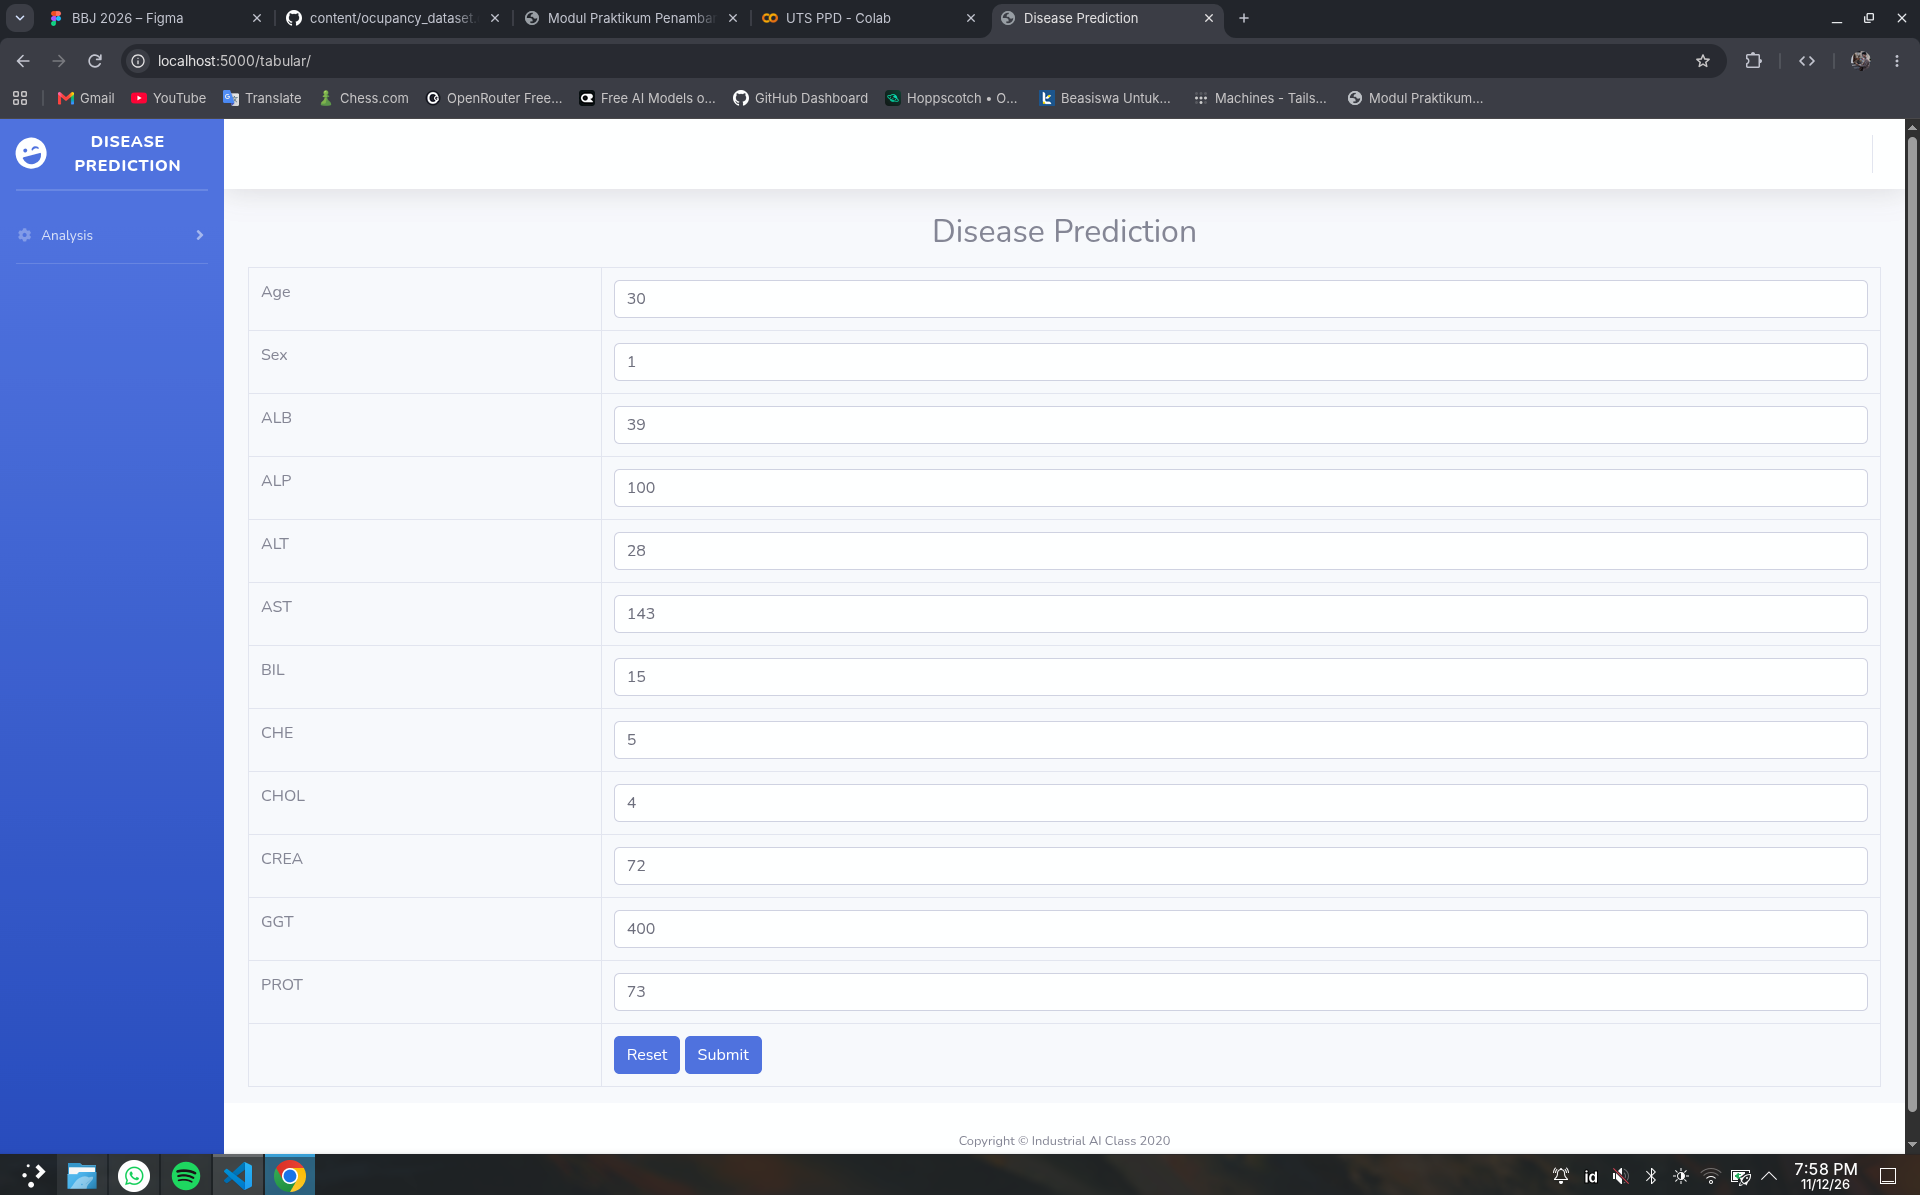 BBJ 2026 – Figma
content/ocupancy_dataset.
Modul Praktikum Penambar
UTS PPD - Colab
Disease Prediction
localhost:5000/tabular/
Gmail
YouTube
Translate
Chess.com
OpenRouter Free...
Free AI Models o...
GitHub Dashboard
Hoppscotch • O...
Beasiswa Untuk...
Machines - Tails...
Modul Praktikum...
DISEASE
PREDICTION
Analysis
Disease Prediction
Age
30
Sex
1
ALB
39
ALP
100
ALT
28
AST
143
BIL
15
CHE
5
CHOL
4
CREA
72
GGT
400
PROT
73
Reset
Submit
Copyright © Industrial AI Class 2020
id
7:58 PM
11/12/26